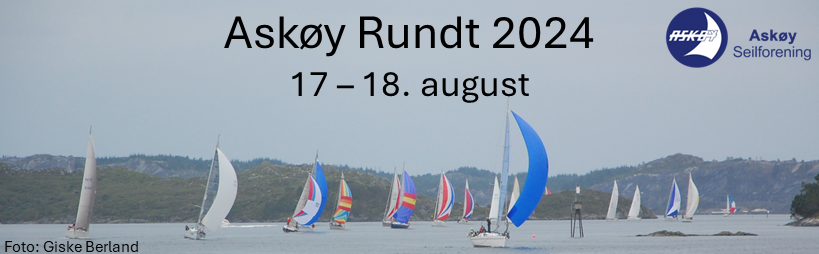 Askøy Rundt 2024
17 – 18. august
ASKØY
Askøy
Seilforening
Foto: Giske Berland